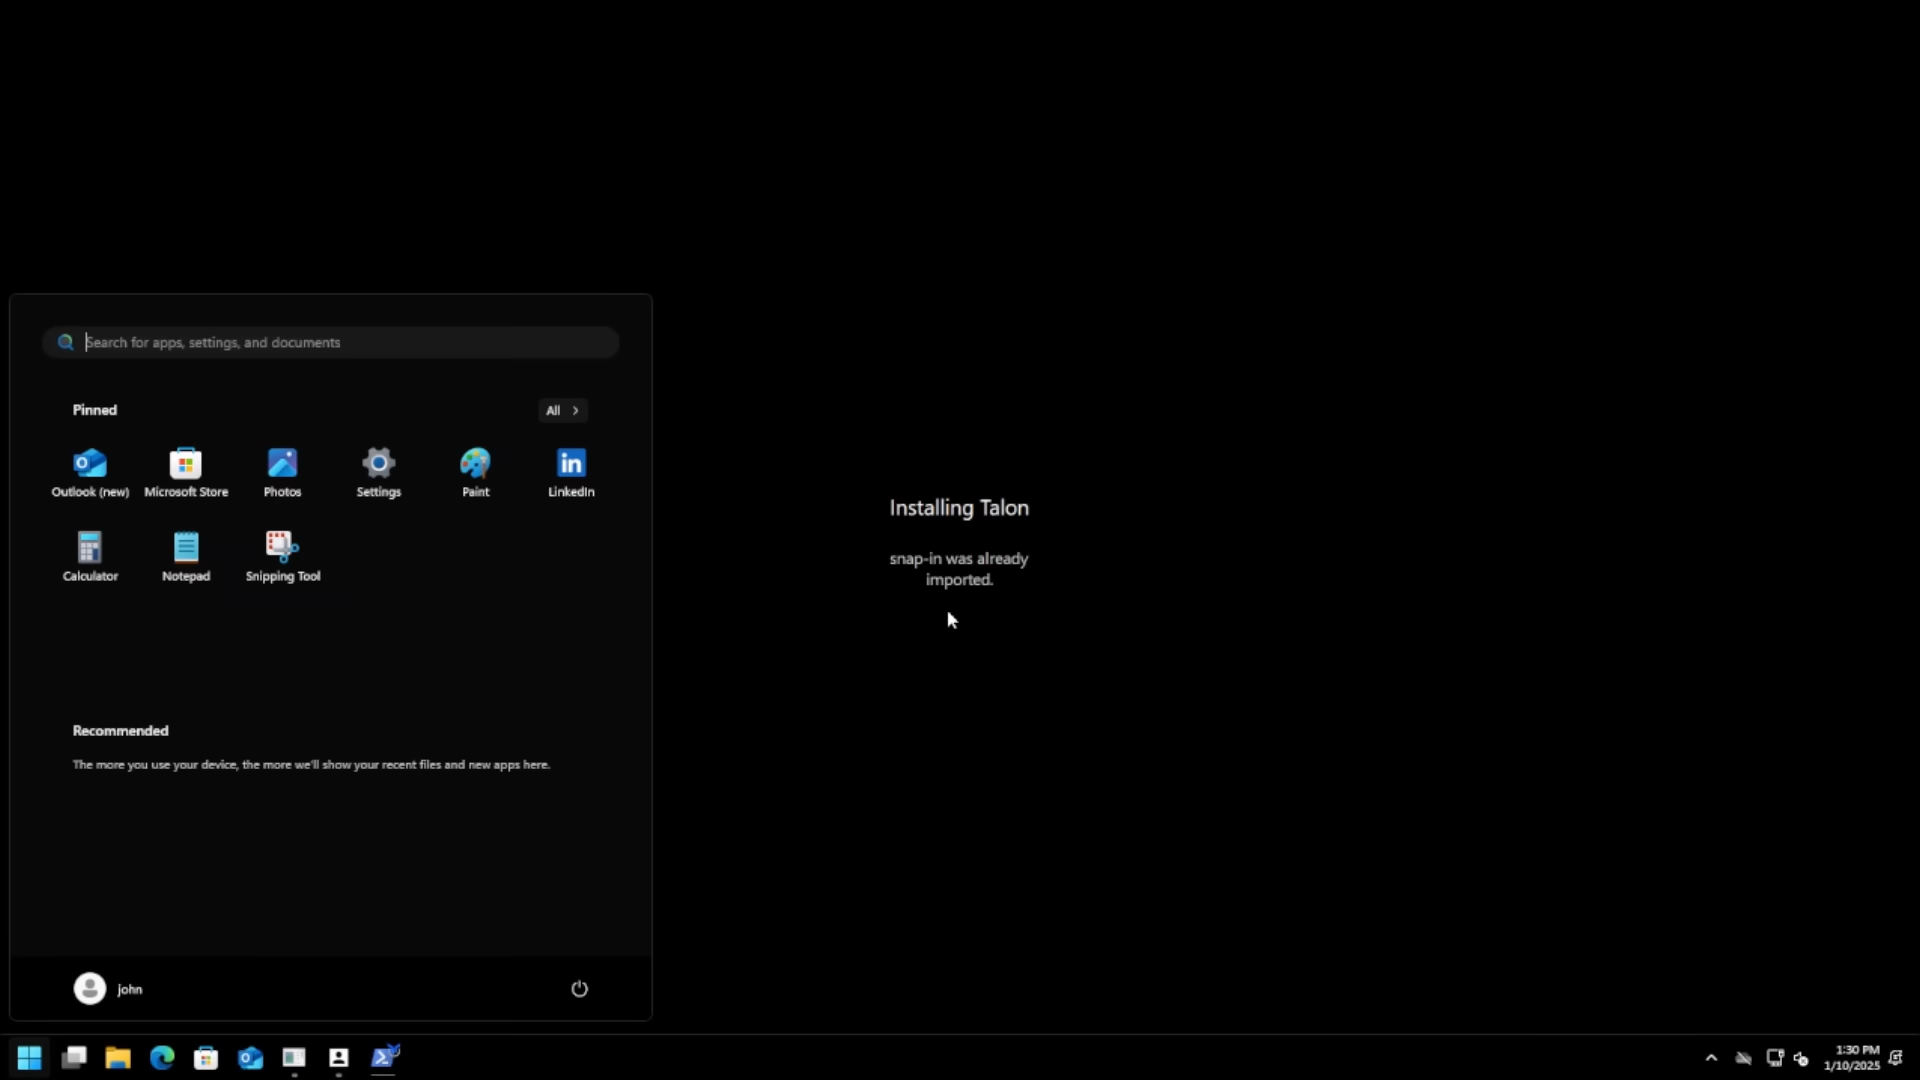 Search for apps, settings, and documents
Pinned
All
Outlook (new)
Microsoft Store
Photos
Settings
Paint
LinkedIn
Calculator
Notepad
Snipping Tool
Recommended
The more you use your device, the more we'll show your recent files and new apps here.
john
Installing Talon
snap-in was already
imported.
1:30 PM
1/10/2025